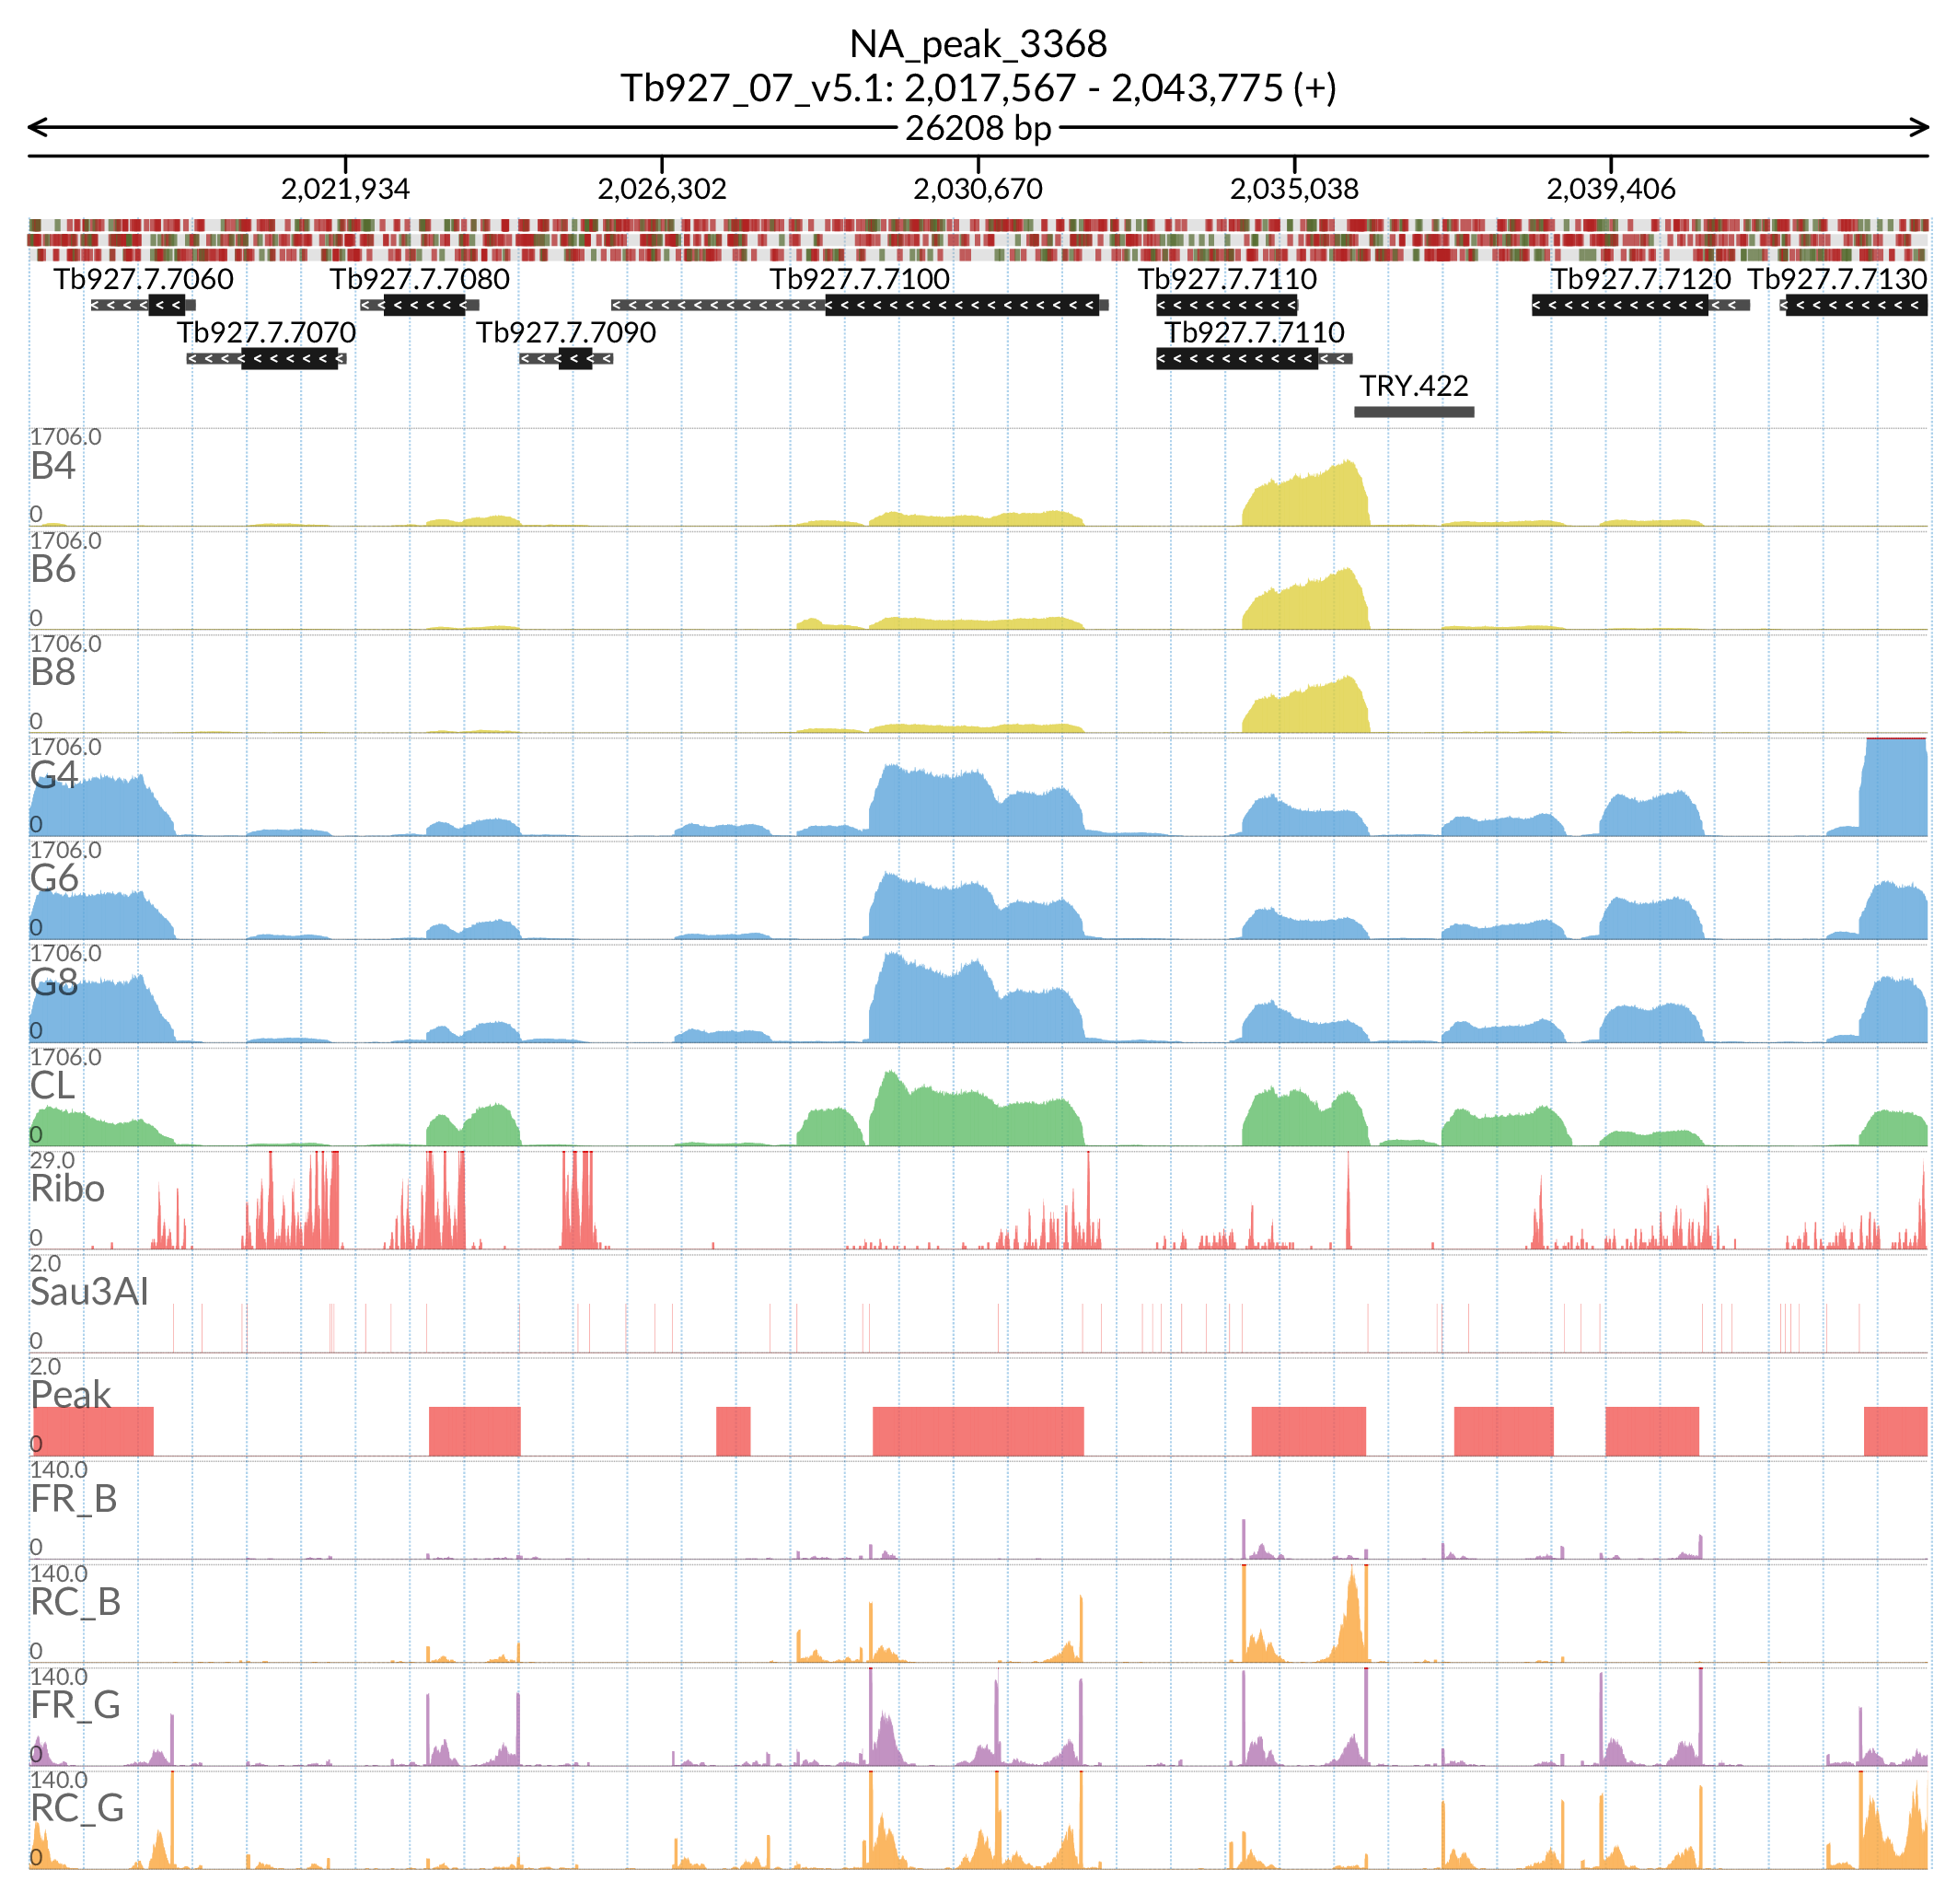 NA_peak_3368
Tb927_07_v5.1: 2,017,567 - 2,043,775 (+)
26208 bp
2,021,934 2,026,302 2,030,670 2,035,038 2,039,406
Tb927.7.7060 Tb927.7.7080 Tb927.7.7100 Tb927.7.7110 Tb927.7.7120 Tb927.7.7130
Tb927.7.7070 Tb927.7.7090 Tb927.7.7110
TRY.422
1706.0
B4
0
1706.0
B6
0
1706.0
B8
0
1706.0
G4
0
1706.0
G6
0
1706.0
G8
0
1706.0
CL
0
29.0
Ribo
0
2.0
Sau3AI
0
2.0
Peak
0
140.0
FR_B
0
140.0
RC_B
0
140.0
FR_G
0
140.0
RC_G
0